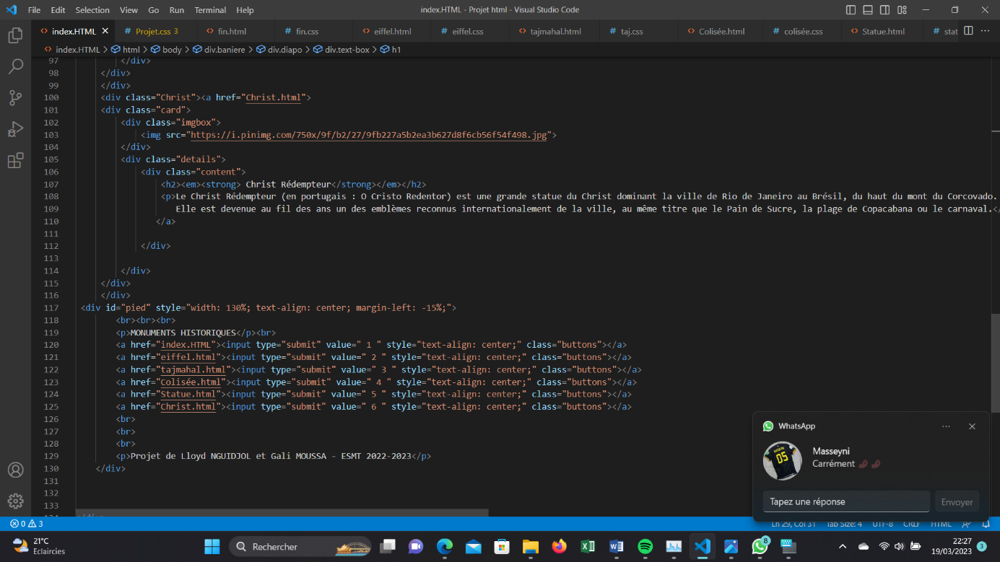 File Edit Selection View Go Run Terminal Help index.HTML - Projet html - Visual Studio Code
index.HTML Projet.css 3 fin.html fin.css eiffel.html eiffel.css tajmahal.html taj.css Colisée.html colisée.css Statue.html stat
index.HTML > html > body > div.baniere > div.diapo > div.text-box > h1
97 </div>
98 </div>
99 </div>
100 <div class="Christ"><a href="Christ.html">
101 <div class="card">
102 <div class="imgbox">
103 <img src="https://i.pinimg.com/750x/9f/b2/27/9fb227a5b2ea3b627d8f6cb56f54f498.jpg">
104 </div>
105 <div class="details">
106 <div class="content">
107 <h2><em><strong> Christ Rédempteur</strong></em></h2>
108 <p>Le Christ Rédempteur (en portugais : O Cristo Redentor) est une grande statue du Christ dominant la ville de Rio de Janeiro au Brésil, du haut du mont du Corcovado.
109 Elle est devenue au fil des ans un des emblèmes reconnus internationalement de la ville, au même titre que le Pain de Sucre, la plage de Copacabana ou le carnaval.</
110 </a>
111
112 </div>
113
114 </div>
115 </div>
116 </div>
117 <div id="pied" style="width: 130%; text-align: center; margin-left: -15%;">
118 <br><br><br>
119 <p>MONUMENTS HISTORIQUES</p><br>
120 <a href="index.HTML"><input type="submit" value=" 1 " style="text-align: center;" class="buttons"></a>
121 <a href="eiffel.html"><input type="submit" value=" 2 " style="text-align: center;" class="buttons"></a>
122 <a href="tajmahal.html"><input type="submit" value=" 3 " style="text-align: center;" class="buttons"></a>
123 <a href="Colisée.html"><input type="submit" value=" 4 " style="text-align: center;" class="buttons"></a>
124 <a href="Statue.html"><input type="submit" value=" 5 " style="text-align: center;" class="buttons"></a>
125 <a href="Christ.html"><input type="submit" value=" 6 " style="text-align: center;" class="buttons"></a>
126 <br>
127 <br>
128 <br>
129 <p>Projet de Lloyd NGUIDJOL et Gali MOUSSA - ESMT 2022-2023</p>
130 </div>
131
132
133
134 </div>
WhatsApp
Masseyni
Carrément
Tapez une réponse Envoyer
0 3 Ln 29, Col 31 Tab Size: 4 UTF-8 CRLF HTML
21°C
Eclaircies
Rechercher
8
22:27
19/03/2023 3